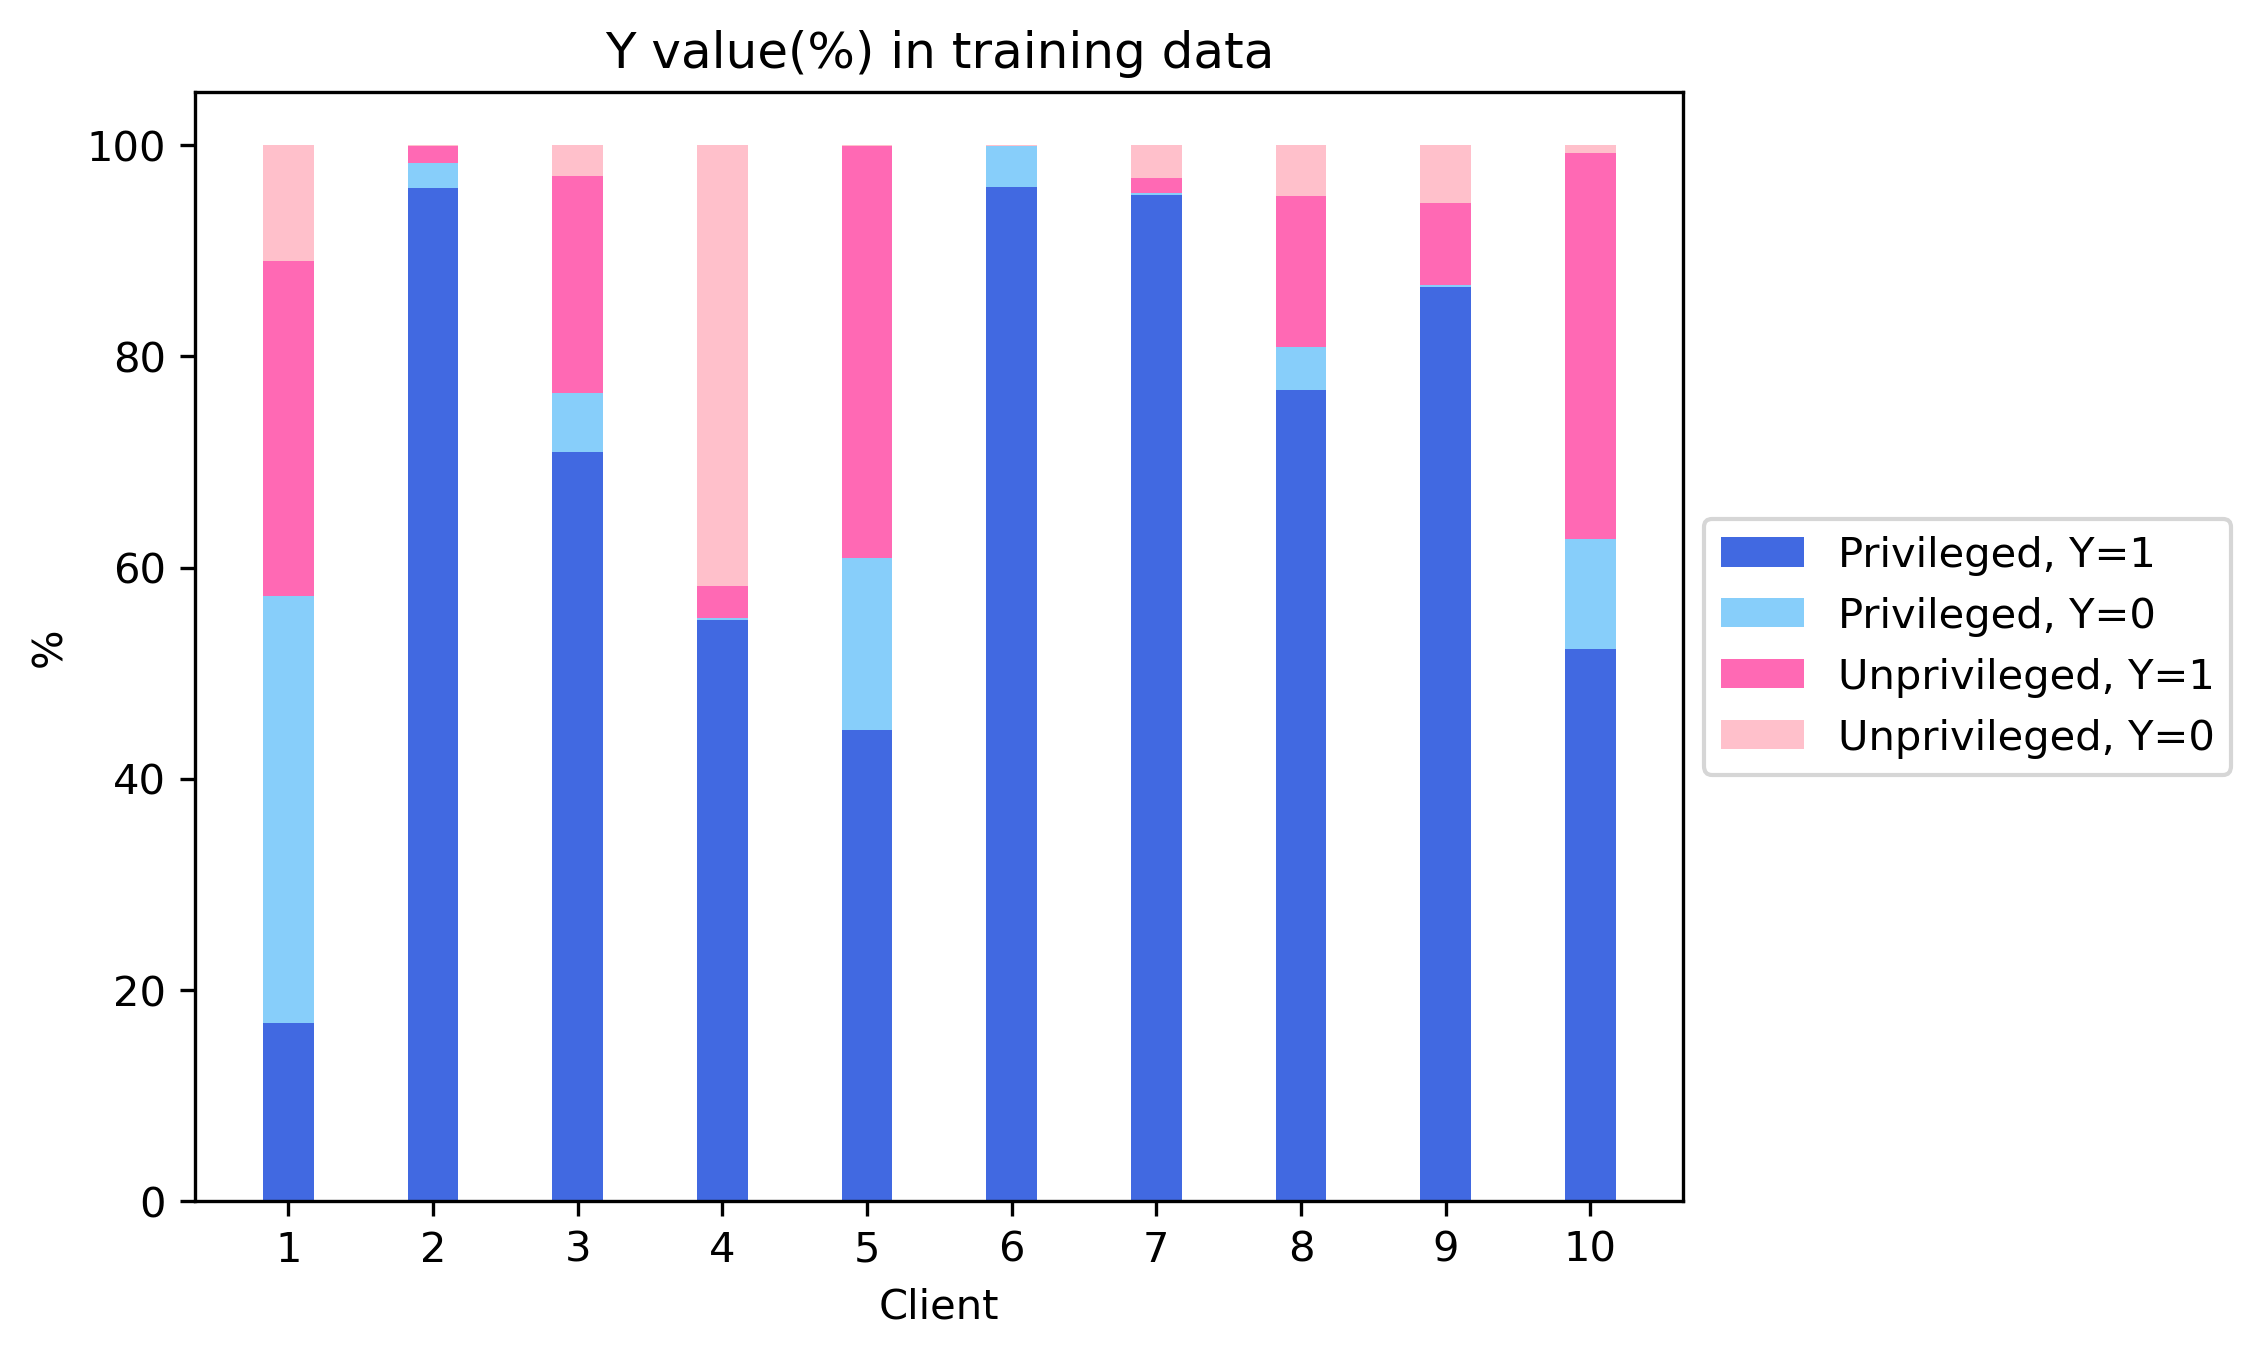 Y value(%) in training data
100
80
60
40
20
0
%
1 2 3 4 5 6 7 8 9 10
Client
Privileged, Y=1
Privileged, Y=0
Unprivileged, Y=1
Unprivileged, Y=0